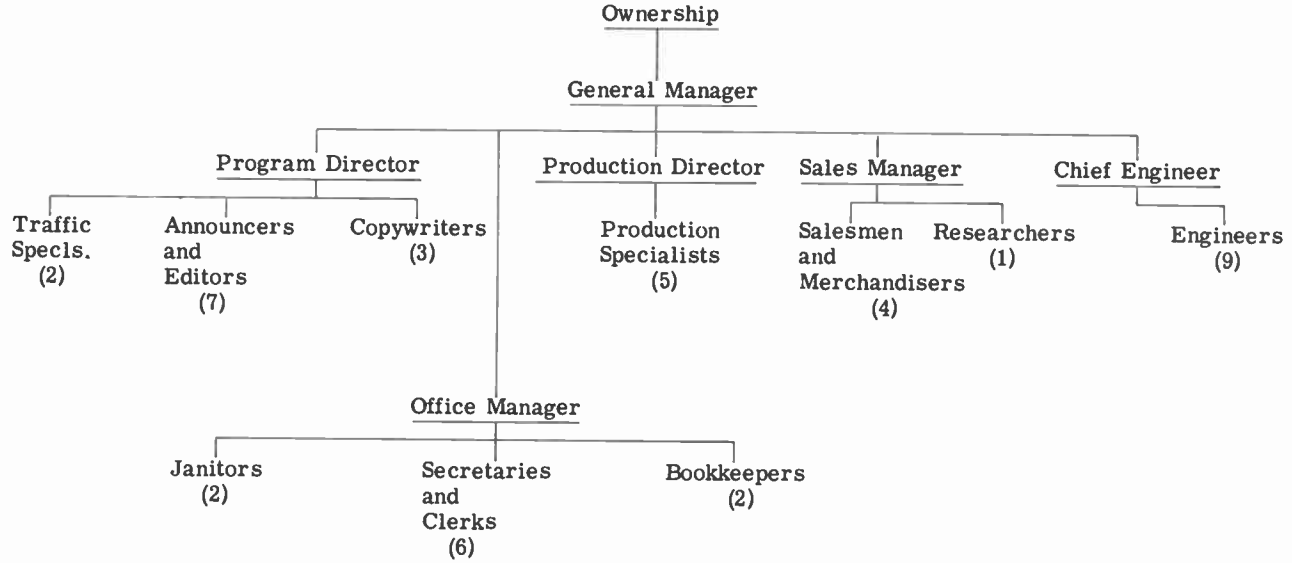 Ownership
General Manager
Program Director
Production Director
Sales Manager
Chief Engineer
Traffic
Specls.
(2)
Announcers
and
Editors
(7)
Copywriters
(3)
Production
Specialists
(5)
Salesmen
and
Merchandisers
(4)
Researchers
(1)
Engineers
(9)
Office Manager
Janitors
(2)
Secretaries
and
Clerks
(6)
Bookkeepers
(2)